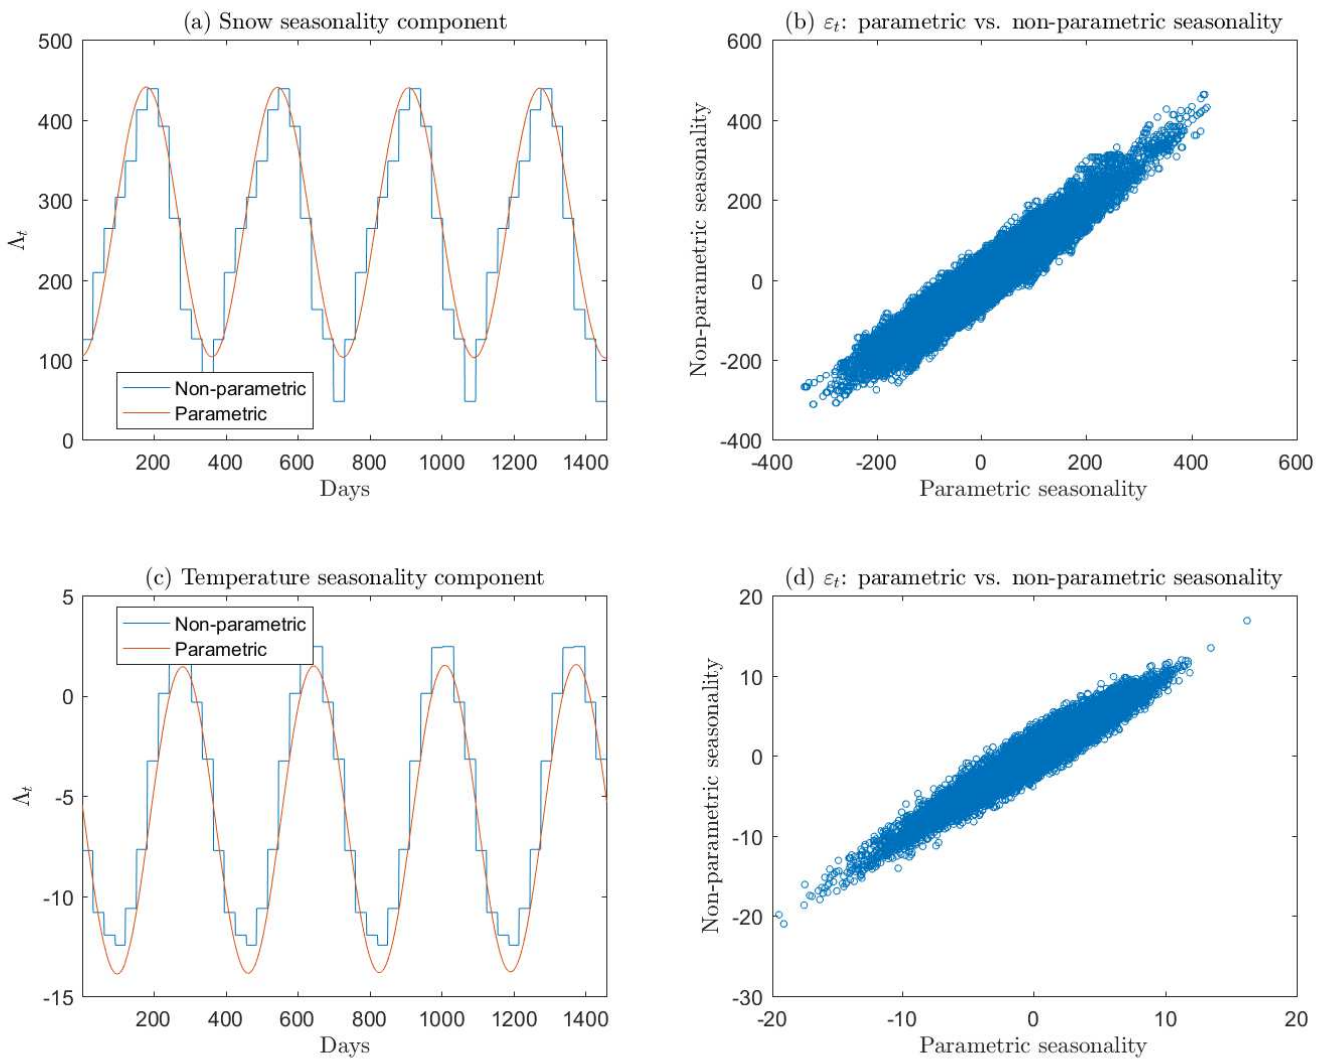 (a) Snow seasonality component
500
400
300
200
100
0
Λt
Non-parametric
Parametric
200 400 600 800 1000 1200 1400
Days
(b) εt: parametric vs. non-parametric seasonality
600
400
200
0
-200
-400
Non-parametric seasonality
-400 -200 0 200 400 600
Parametric seasonality
(c) Temperature seasonality component
5
0
-5
-10
-15
Λt
Non-parametric
Parametric
200 400 600 800 1000 1200 1400
Days
(d) εt: parametric vs. non-parametric seasonality
20
10
0
-10
-20
-30
Non-parametric seasonality
-20 -10 0 10 20
Parametric seasonality